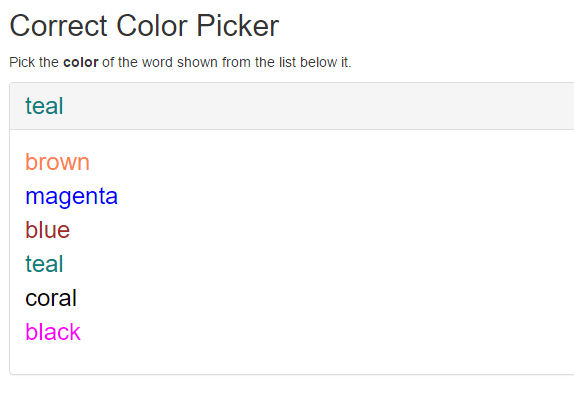 Correct Color Picker
Pick the color of the word shown from the list below it.
teal
brown
magenta
blue
teal
coral
black